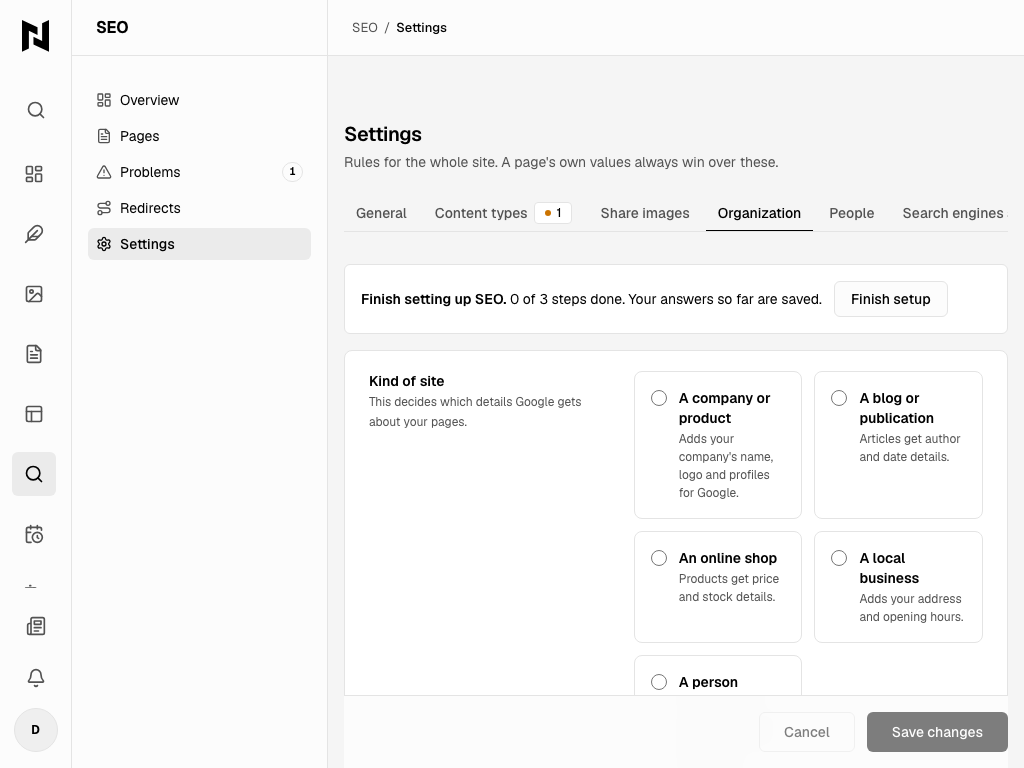 SEO
SEO / Settings
Overview
Pages
Problems 1
Redirects
Settings
D
Settings
Rules for the whole site. A page's own values always win over these.
General Content types 1 Share images Organization People Search engines
Finish setting up SEO. 0 of 3 steps done. Your answers so far are saved. Finish setup
Kind of site
This decides which details Google gets
about your pages.
A company or
product
Adds your
company's name,
logo and profiles
for Google.
A blog or
publication
Articles get author
and date details.
An online shop
Products get price
and stock details.
A local
business
Adds your address
and opening hours.
A person
Cancel Save changes